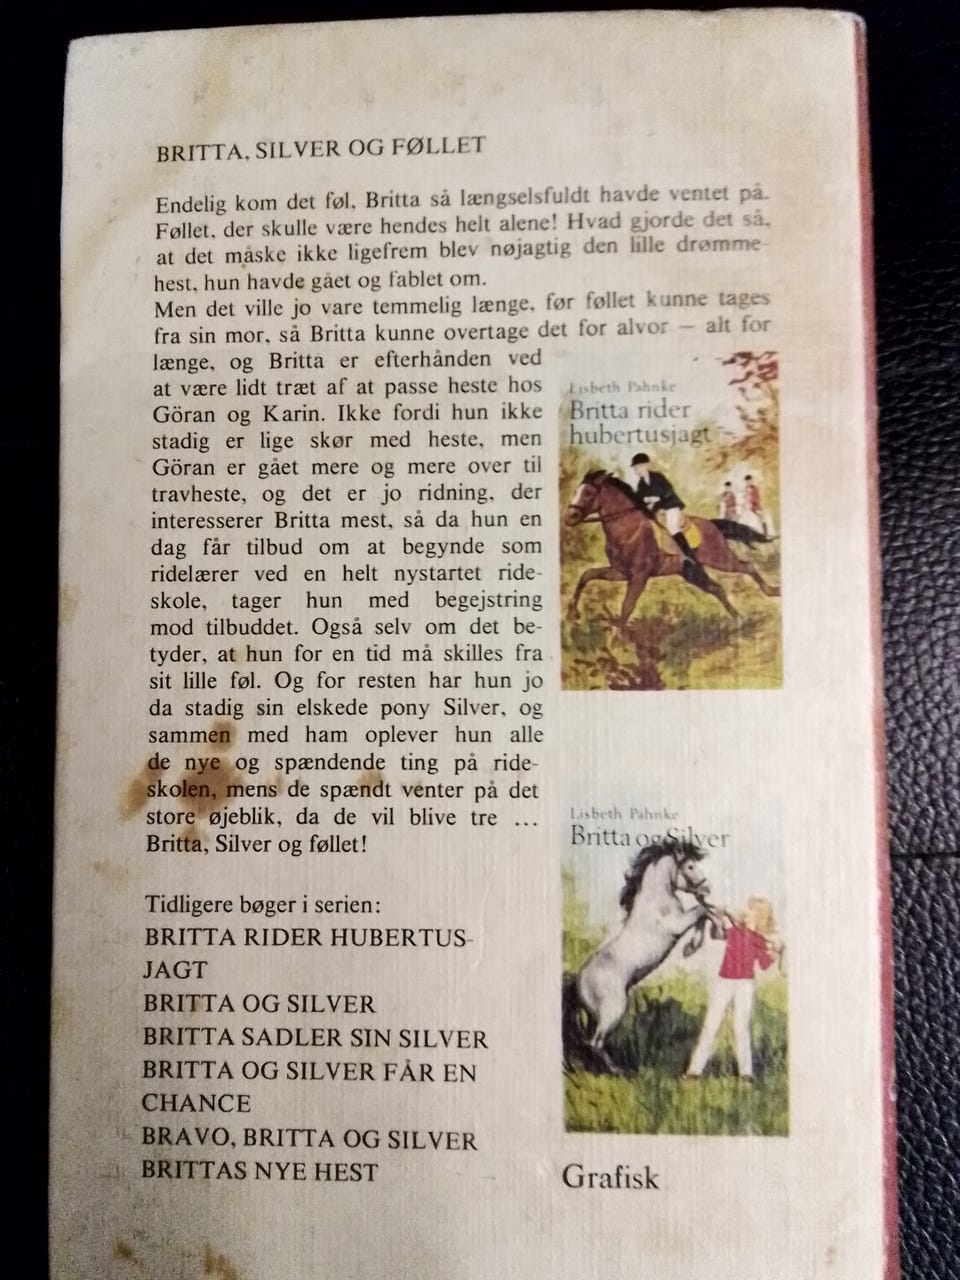 BRITTA, SILVER OG FØLLET
Endelig kom det føl, Britta så længselsfuldt havde ventet på.
Føllet, der skulle være hendes helt alene! Hvad gjorde det så,
at det måske ikke ligefrem blev nøjagtig den lille drømme-
hest, hun havde gået og fablet om.
Men det ville jo vare temmelig længe, før føllet kunne tages
fra sin mor, så Britta kunne overtage det for alvor – alt for
længe, og Britta er efterhånden ved
at være lidt træt af at passe heste hos
Göran og Karin. Ikke fordi hun ikke
stadig er lige skør med heste, men
Göran er gået mere og mere over til
travheste, og det er jo ridning, der
interesserer Britta mest, så da hun en
dag får tilbud om at begynde som
ridelærer ved en helt nystartet ride-
skole, tager hun med begejstring
mod tilbuddet. Også selv om det be-
tyder, at hun for en tid må skilles fra
sit lille føl. Og for resten har hun jo
da stadig sin elskede pony Silver, og
sammen med ham oplever hun alle
de nye og spændende ting på ride-
skolen, mens de spændt venter på det
store øjeblik, da de vil blive tre ...
Britta, Silver og føllet!
Tidligere bøger i serien:
BRITTA RIDER HUBERTUS-
JAGT
BRITTA OG SILVER
BRITTA SADLER SIN SILVER
BRITTA OG SILVER FÅR EN
CHANCE
BRAVO, BRITTA OG SILVER
BRITTAS NYE HEST
Lisbeth Pahnke
Britta rider
hubertusjagt
Lisbeth Pahnke
Britta og Silver
Grafisk